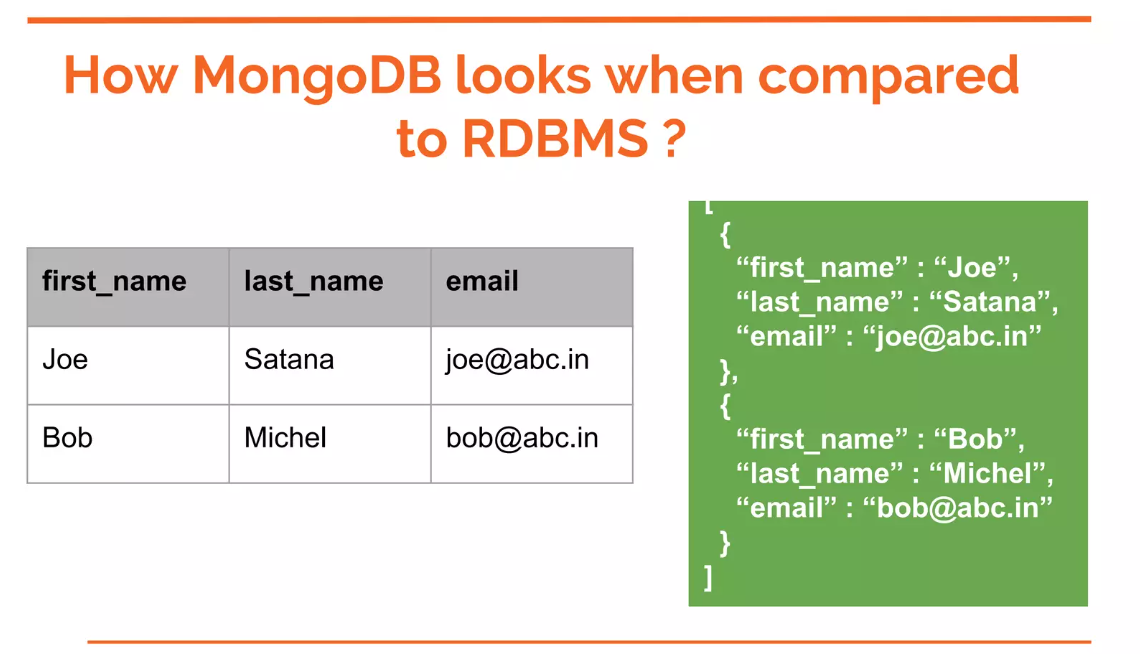 How MongoDB looks when compared
to RDBMS ?
first_name last_name email
Joe Satana joe@abc.in
Bob Michel bob@abc.in
[
{
“first_name” : “Joe”,
“last_name” : “Satana”,
“email” : “joe@abc.in”
},
{
“first_name” : “Bob”,
“last_name” : “Michel”,
“email” : “bob@abc.in”
}
]